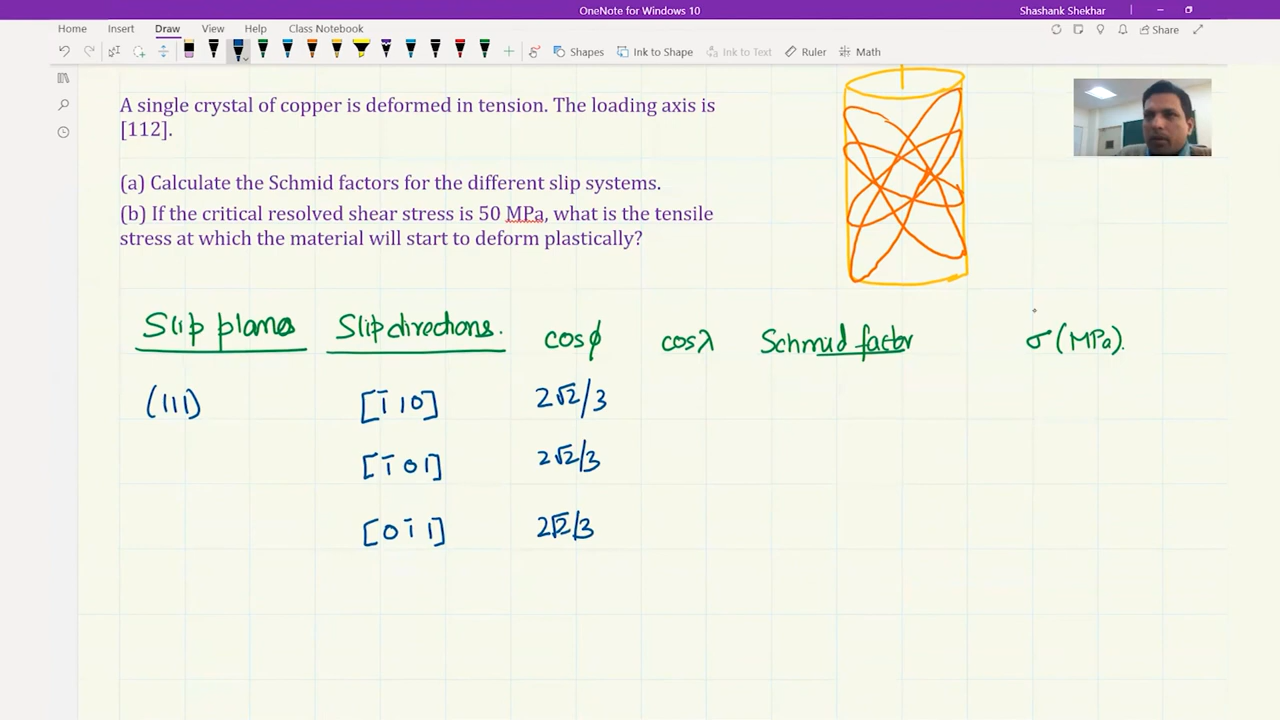 OneNote for Windows 10
Shashank Shekhar
Home Insert Draw View Help Class Notebook
Share
Shapes Ink to Shape Ink to Text Ruler Math
A single crystal of copper is deformed in tension. The loading axis is
[112].
(a) Calculate the Schmid factors for the different slip systems.
(b) If the critical resolved shear stress is 50 MPa, what is the tensile
stress at which the material will start to deform plastically?
Slip planes Slip directions. cosϕ cosλ Schmid factor σ(MPa).
(111) [1̅10] 2√2/3
[1̅01] 2√2/3
[01̅1] 2√2/3